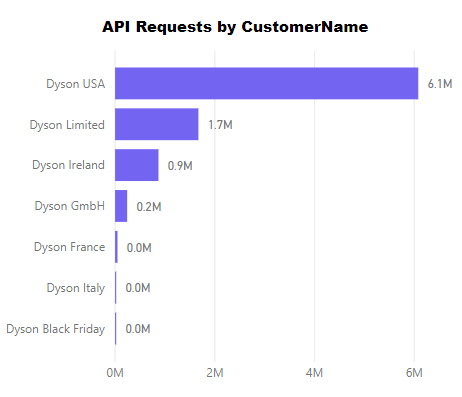 API Requests by CustomerName
Dyson USA 6.1M
Dyson Limited 1.7M
Dyson Ireland 0.9M
Dyson GmbH 0.2M
Dyson France 0.0M
Dyson Italy 0.0M
Dyson Black Friday 0.0M
0M 2M 4M 6M